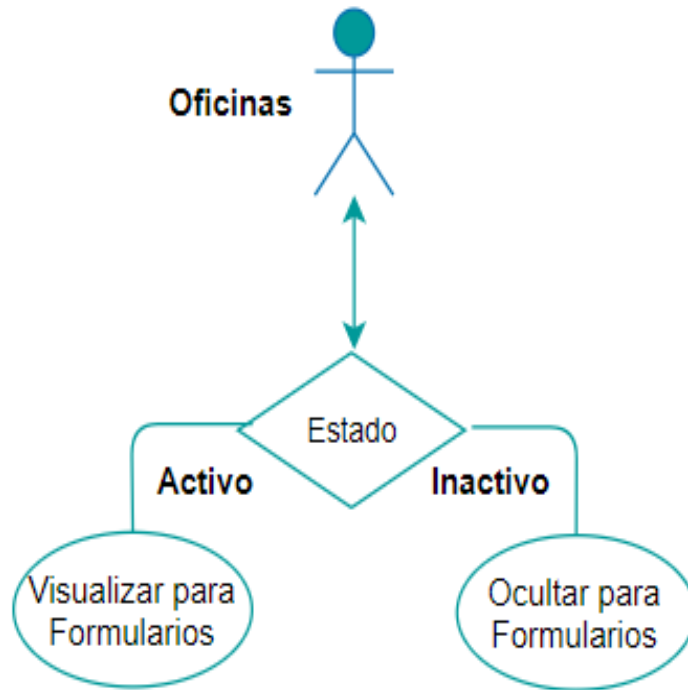 Oficinas
Estado
Activo
Inactivo
Visualizar para
Formularios
Ocultar para
Formularios